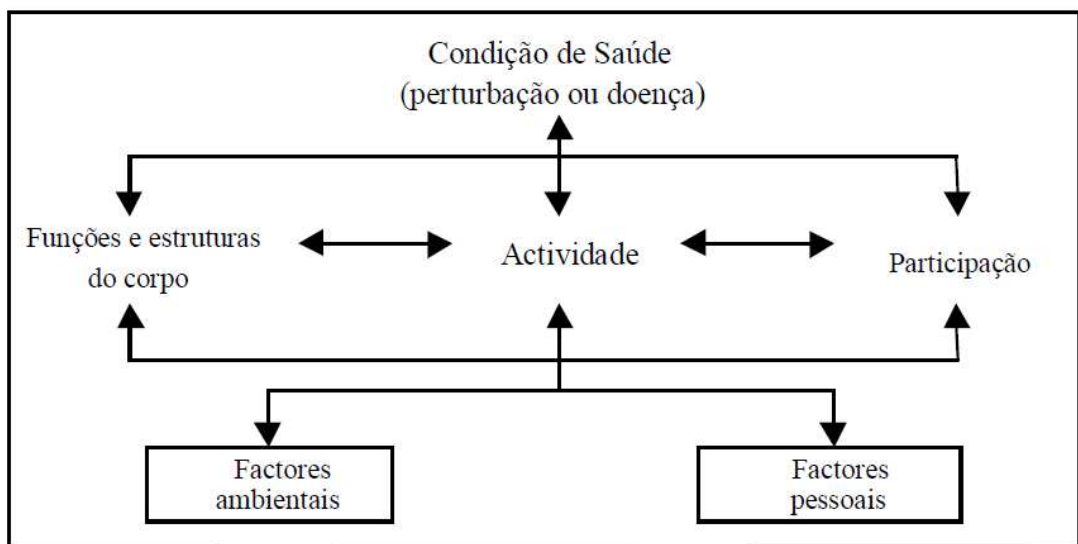 Condição de Saúde
(perturbação ou doença)
Funções e estruturas
do corpo
Actividade
Participação
Factores
ambientais
Factores
pessoais